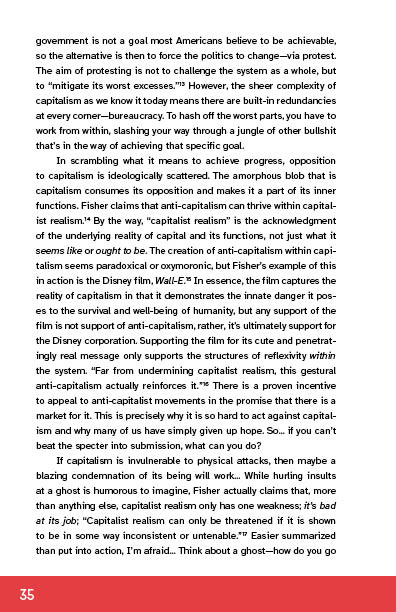 government is not a goal most Americans believe to be achievable,
so the alternative is then to force the politics to change—via protest.
The aim of protesting is not to challenge the system as a whole, but
to “mitigate its worst excesses.”¹³ However, the sheer complexity of
capitalism as we know it today means there are built-in redundancies
at every corner—bureaucracy. To hash off the worst parts, you have to
work from within, slashing your way through a jungle of other bullshit
that’s in the way of achieving that specific goal.
In scrambling what it means to achieve progress, opposition
to capitalism is ideologically scattered. The amorphous blob that is
capitalism consumes its opposition and makes it a part of its inner
functions. Fisher claims that anti-capitalism can thrive within capital-
ist realism.¹⁴ By the way, “capitalist realism” is the acknowledgment
of the underlying reality of capital and its functions, not just what it
seems like or ought to be. The creation of anti-capitalism within capi-
talism seems paradoxical or oxymoronic, but Fisher’s example of this
in action is the Disney film, Wall-E.¹⁵ In essence, the film captures the
reality of capitalism in that it demonstrates the innate danger it pos-
es to the survival and well-being of humanity, but any support of the
film is not support of anti-capitalism, rather, it’s ultimately support for
the Disney corporation. Supporting the film for its cute and penetrat-
ingly real message only supports the structures of reflexivity within
the system. “Far from undermining capitalist realism, this gestural
anti-capitalism actually reinforces it.”¹⁶ There is a proven incentive
to appeal to anti-capitalist movements in the promise that there is a
market for it. This is precisely why it is so hard to act against capital-
ism and why many of us have simply given up hope. So... if you can’t
beat the specter into submission, what can you do?
If capitalism is invulnerable to physical attacks, then maybe a
blazing condemnation of its being will work... While hurling insults
at a ghost is humorous to imagine, Fisher actually claims that, more
than anything else, capitalist realism only has one weakness; it’s bad
at its job; “Capitalist realism can only be threatened if it is shown
to be in some way inconsistent or untenable.”¹⁷ Easier summarized
than put into action, I’m afraid... Think about a ghost—how do you go
35